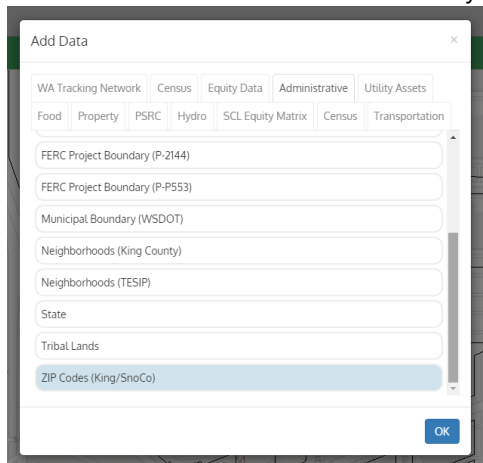 Add Data
×
WA Tracking Network Census Equity Data Administrative Utility Assets
Food Property PSRC Hydro SCL Equity Matrix Census Transportation
FERC Project Boundary (P-2144)
FERC Project Boundary (P-P553)
Municipal Boundary (WSDOT)
Neighborhoods (King County)
Neighborhoods (TESIP)
State
Tribal Lands
ZIP Codes (King/SnoCo)
OK